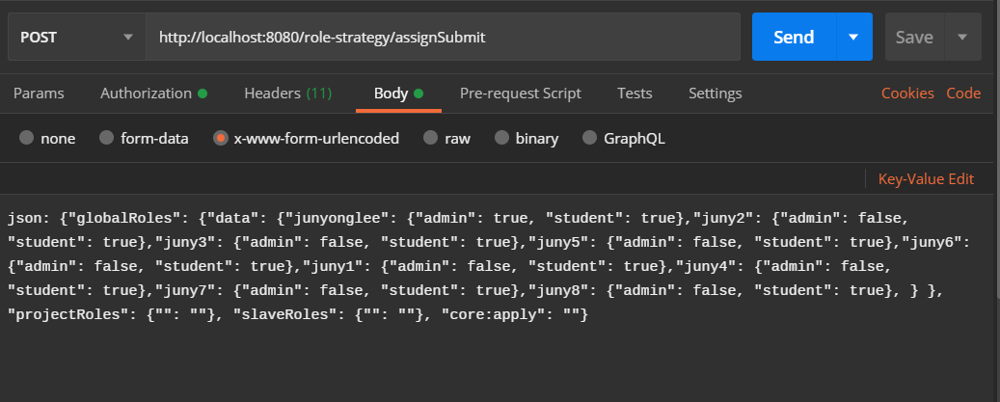 POST http://localhost:8080/role-strategy/assignSubmit Send Save
Params Authorization Headers (11) Body Pre-request Script Tests Settings Cookies Code
none form-data x-www-form-urlencoded raw binary GraphQL
Key-Value Edit
json: {"globalRoles": {"data": {"junyonglee": {"admin": true, "student": true},"juny2": {"admin": false,
"student": true},"juny3": {"admin": false, "student": true},"juny5": {"admin": false, "student": true},"juny6":
{"admin": false, "student": true},"juny1": {"admin": false, "student": true},"juny4": {"admin": false,
"student": true},"juny7": {"admin": false, "student": true},"juny8": {"admin": false, "student": true}, } },
"projectRoles": {"": ""}, "slaveRoles": {"": ""}, "core:apply": ""}